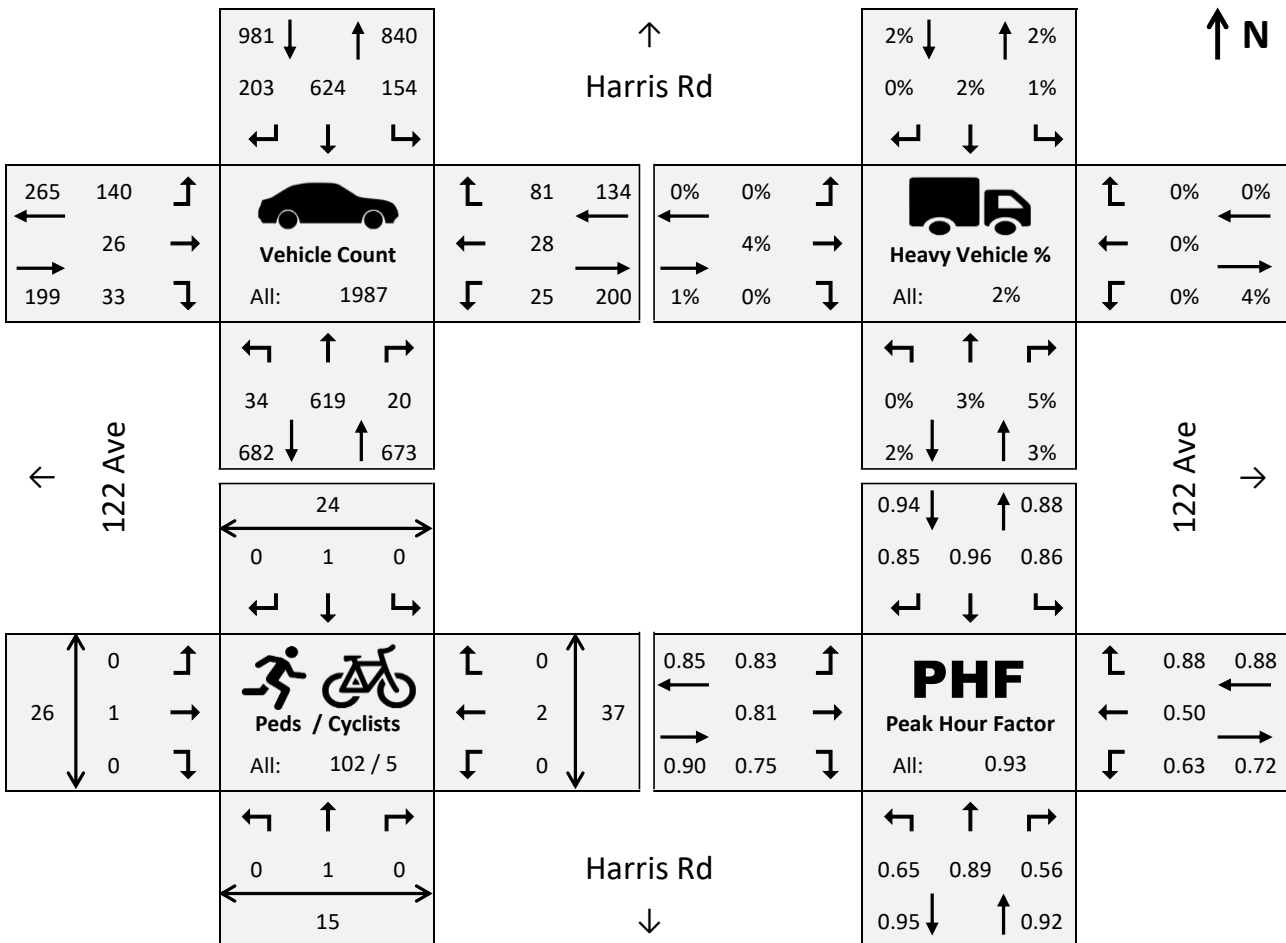 981 840 2% 2% N
Harris Rd
203 624 154 0% 2% 1%
265 140 81 134 0% 0% 0% 0%
26 Vehicle Count 28 4% Heavy Vehicle % 0%
199 33 All: 1987 25 200 1% 0% All: 2% 0% 4%
34 619 20 0% 3% 5%
682 673 2% 3%
122 Ave 122 Ave
24 0.94 0.88
0 1 0 0.85 0.96 0.86
0 0 0.85 0.83 PHF 0.88 0.88
26 1 Peds / Cyclists 2 37 0.81 Peak Hour Factor 0.50
0 All: 102 / 5 0 0.90 0.75 All: 0.93 0.63 0.72
0 1 0 Harris Rd 0.65 0.89 0.56
15 0.95 0.92